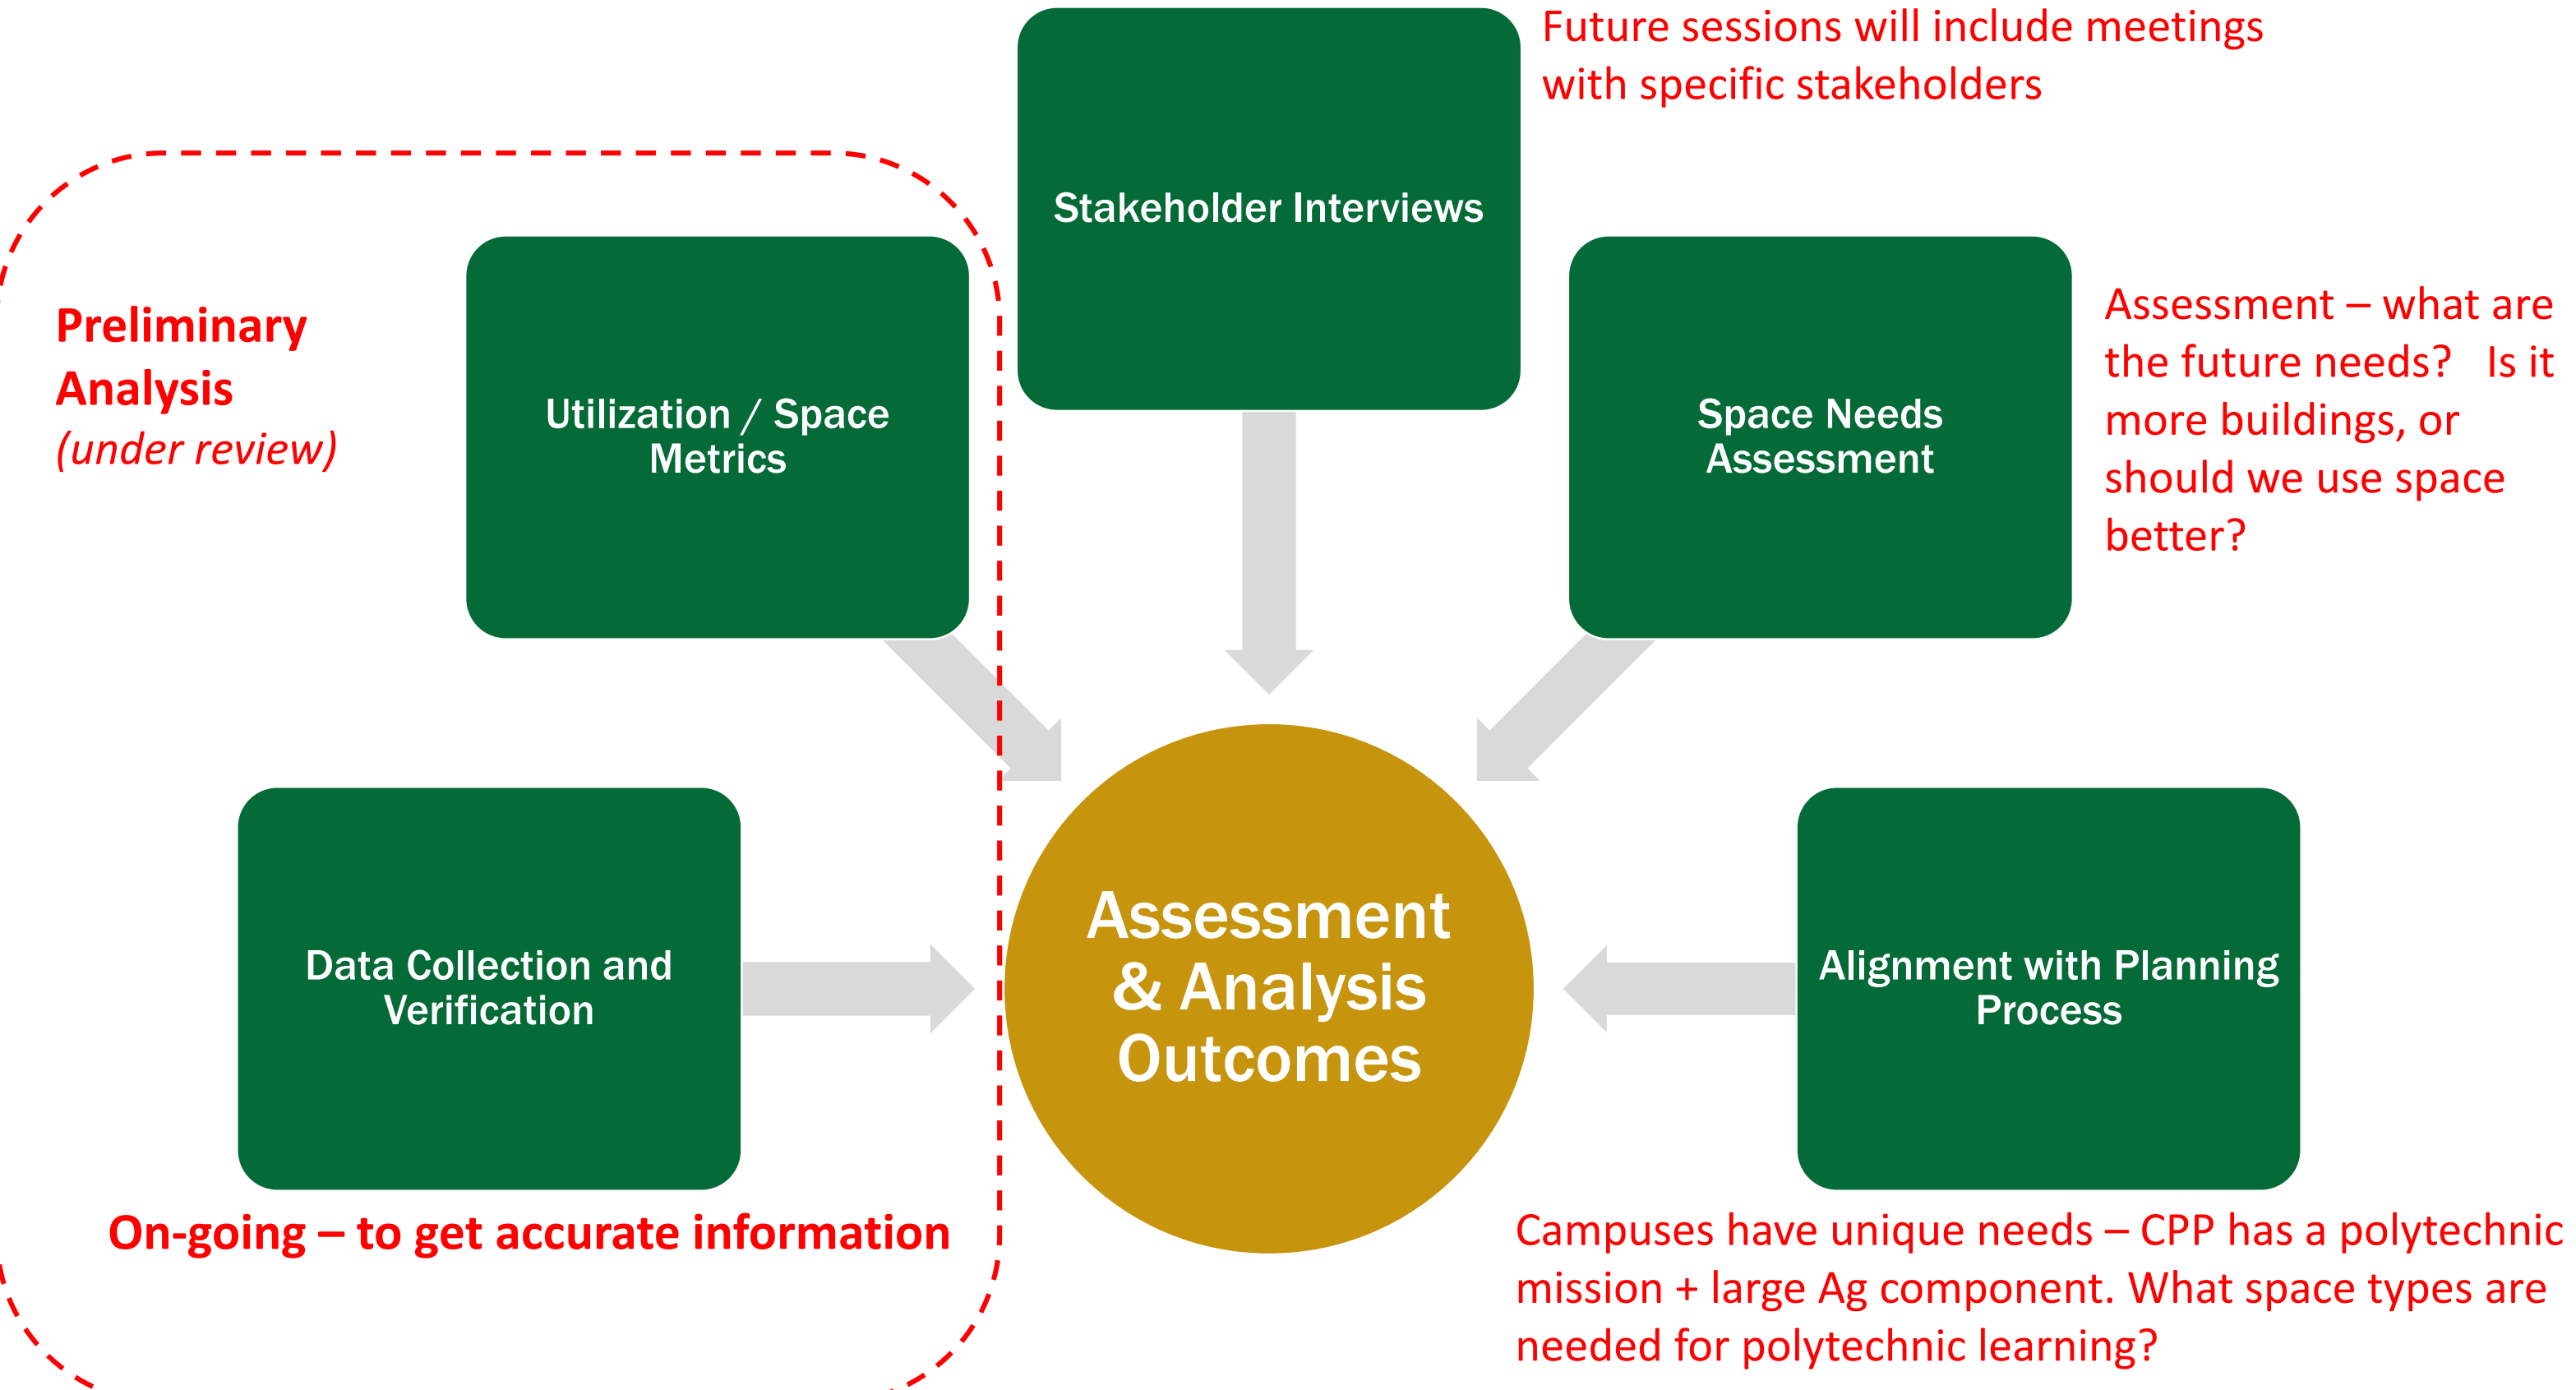 Future sessions will include meetings
with specific stakeholders
Stakeholder Interviews
Preliminary
Analysis
(under review)
Utilization / Space
Metrics
Space Needs
Assessment
Assessment – what are
the future needs?   Is it
more buildings, or
should we use space
better?
Data Collection and
Verification
Assessment
& Analysis
Outcomes
Alignment with Planning
Process
On-going – to get accurate information
Campuses have unique needs – CPP has a polytechnic
mission + large Ag component. What space types are
needed for polytechnic learning?